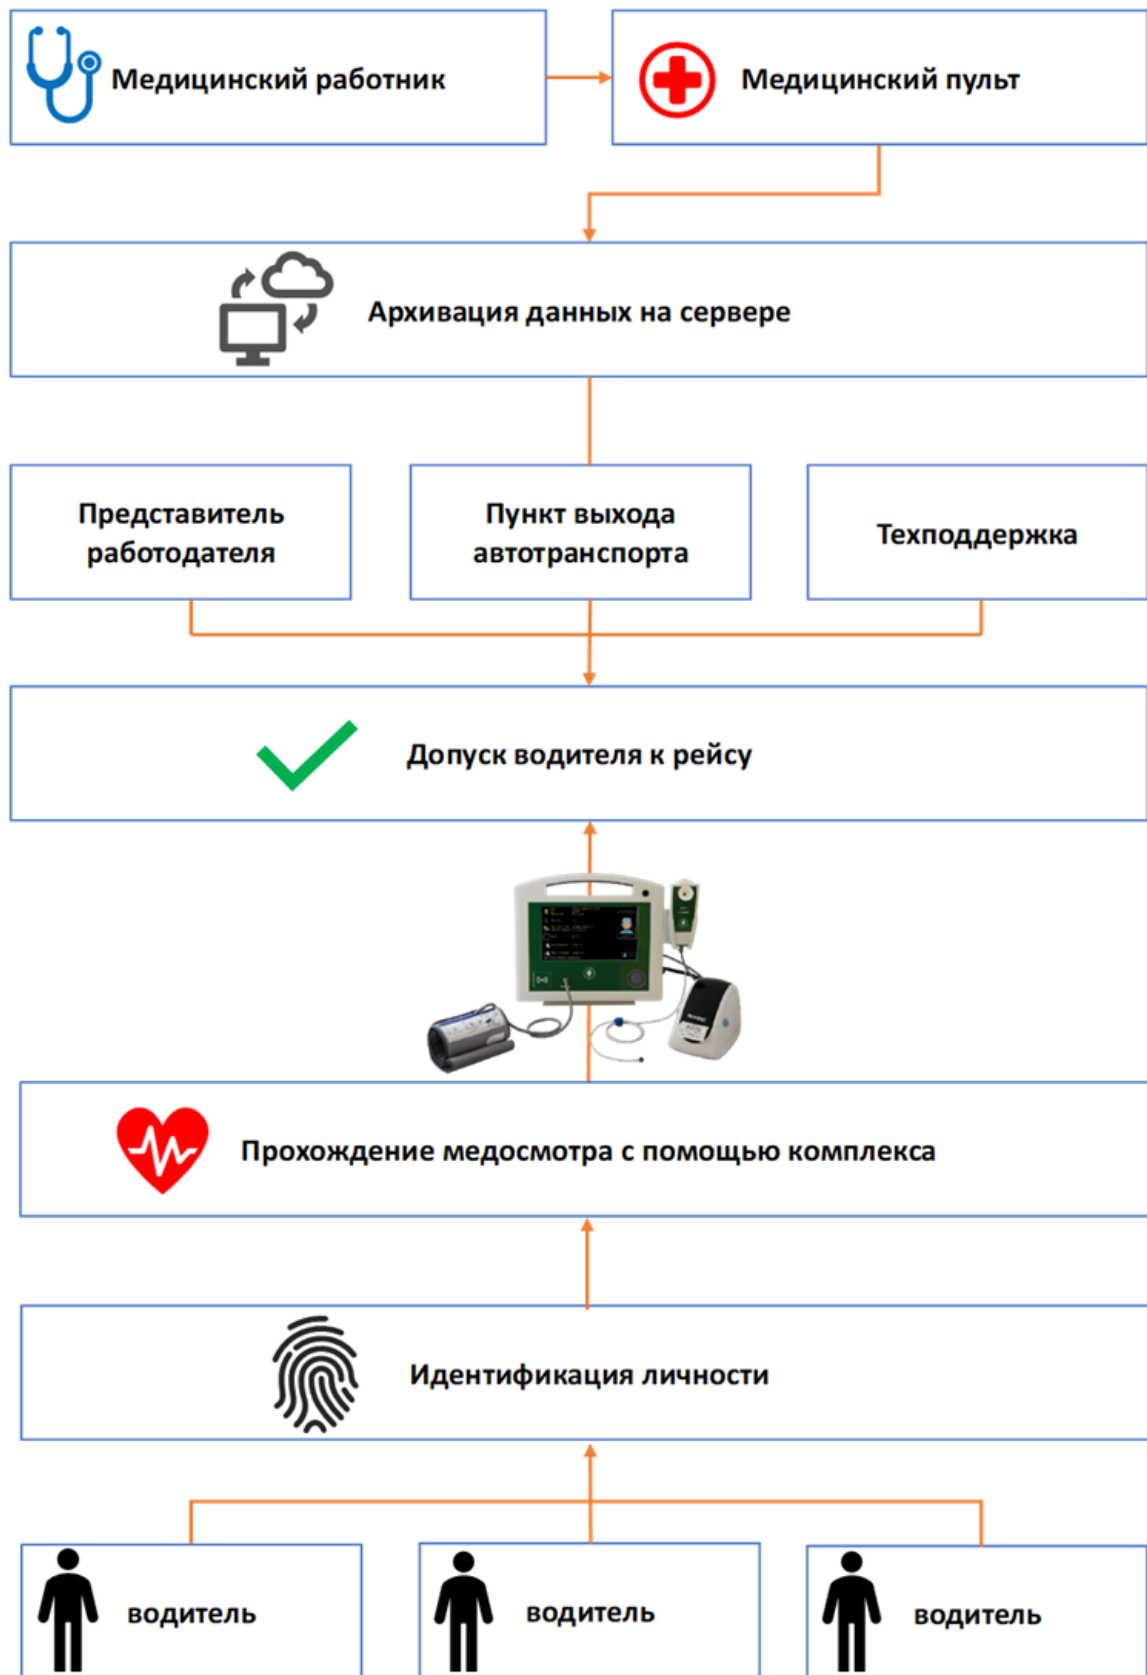 Медицинский работник
Медицинский пульт
Архивация данных на сервере
Представитель
работодателя
Пункт выхода
автотранспорта
Техподдержка
Допуск водителя к рейсу
Прохождение медосмотра с помощью комплекса
Идентификация личности
водитель
водитель
водитель